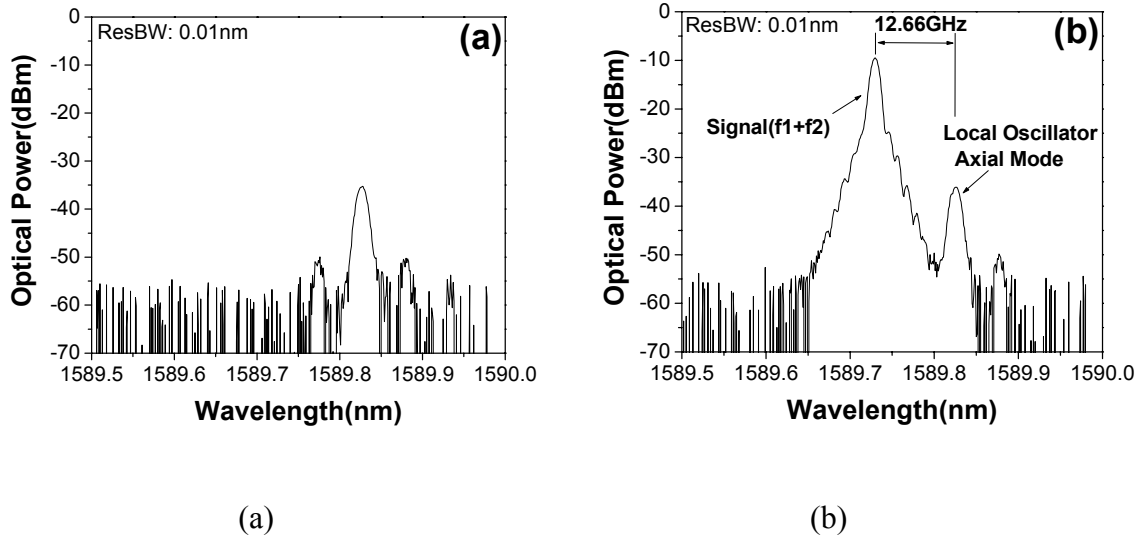 ResBW: 0.01nm
(a)
0
-10
-20
-30
-40
-50
-60
-70
Optical Power(dBm)
1589.5 1589.6 1589.7 1589.8 1589.9 1590.0
Wavelength(nm)
ResBW: 0.01nm
12.66GHz
(b)
Signal(f1+f2)
Local Oscillator
Axial Mode
0
-10
-20
-30
-40
-50
-60
-70
Optical Power(dBm)
1589.5 1589.6 1589.7 1589.8 1589.9 1590.0
Wavelength(nm)
(a)
(b)